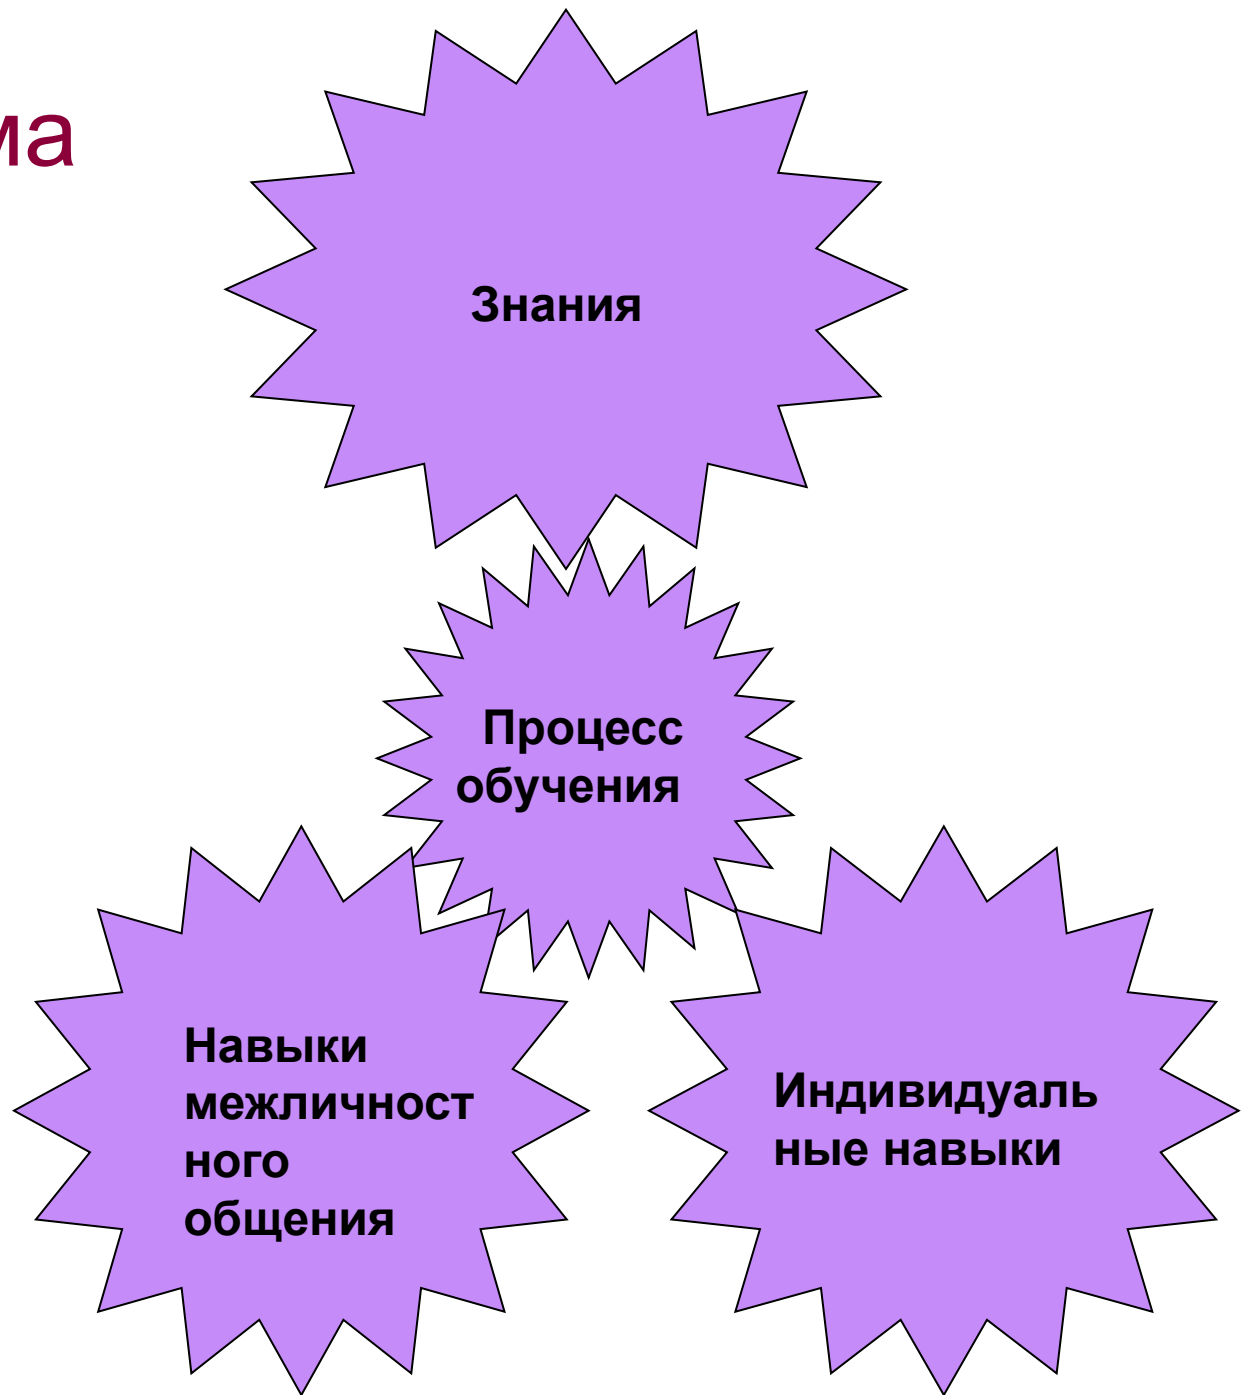 ма
Знания
Процесс
обучения
Навыки
межличност
ного
общения
Индивидуаль
ные навыки